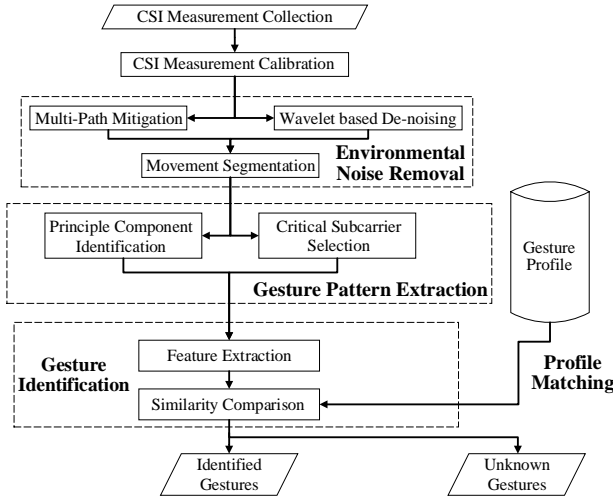 CSI Measurement Collection
CSI Measurement Calibration
Multi-Path Mitigation
Wavelet based De-noising
Movement Segmentation
Environmental
Noise Removal
Principle Component
Identification
Critical Subcarrier
Selection
Gesture Pattern Extraction
Gesture
Profile
Gesture
Identification
Feature Extraction
Similarity Comparison
Profile
Matching
Identified
Gestures
Unknown
Gestures